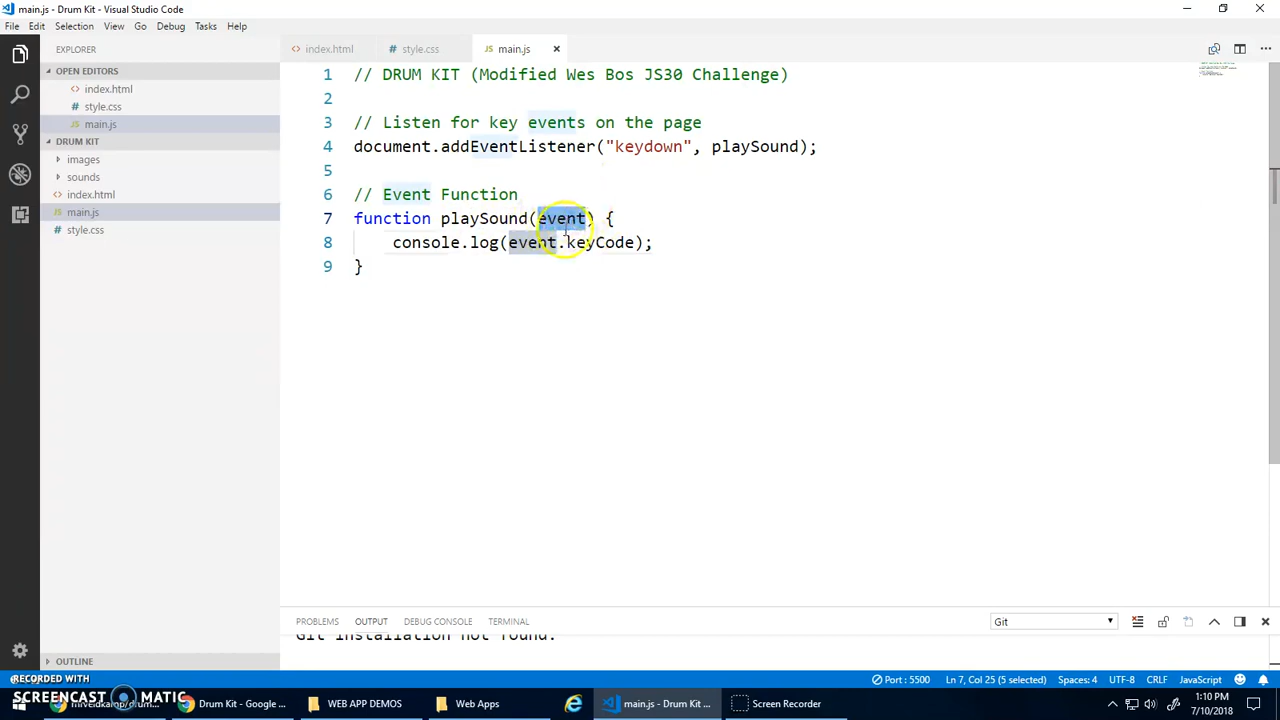 main.js - Drum Kit - Visual Studio Code
File Edit Selection View Go Debug Tasks Help
EXPLORER
OPEN EDITORS
index.html
style.css
main.js
DRUM KIT
images
sounds
index.html
main.js
style.css
OUTLINE
index.html style.css main.js
1 // DRUM KIT (Modified Wes Bos JS30 Challenge)
2
3 // Listen for key events on the page
4 document.addEventListener("keydown", playSound);
5
6 // Event Function
7 function playSound(event) {
8 console.log(event.keyCode);
9 }
PROBLEMS OUTPUT DEBUG CONSOLE TERMINAL Git
Git installation not found.
Port : 5500 Ln 7, Col 25 (5 selected) Spaces: 4 UTF-8 CRLF JavaScript
RECORDED WITH
SCREENCAST MATIC
Drum Kit - Google ... WEB APP DEMOS Web Apps main.js - Drum Kit ... Screen Recorder
1:10 PM
7/10/2018